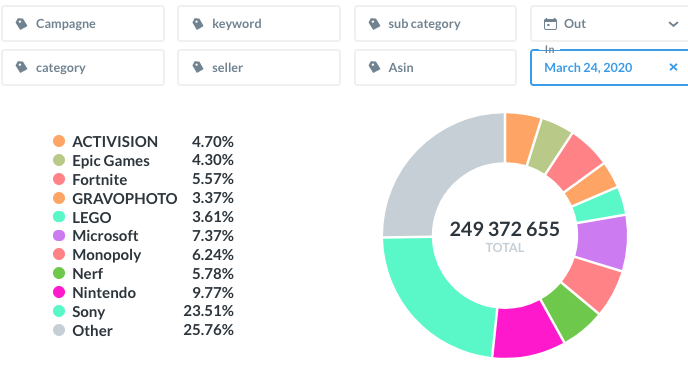 Campagne
keyword
sub category
Out
category
seller
Asin
In
March 24, 2020 ×
ACTIVISION 4.70%
Epic Games 4.30%
Fortnite 5.57%
GRAVOPHOTO 3.37%
LEGO 3.61%
Microsoft 7.37%
Monopoly 6.24%
Nerf 5.78%
Nintendo 9.77%
Sony 23.51%
Other 25.76%
249 372 655
TOTAL